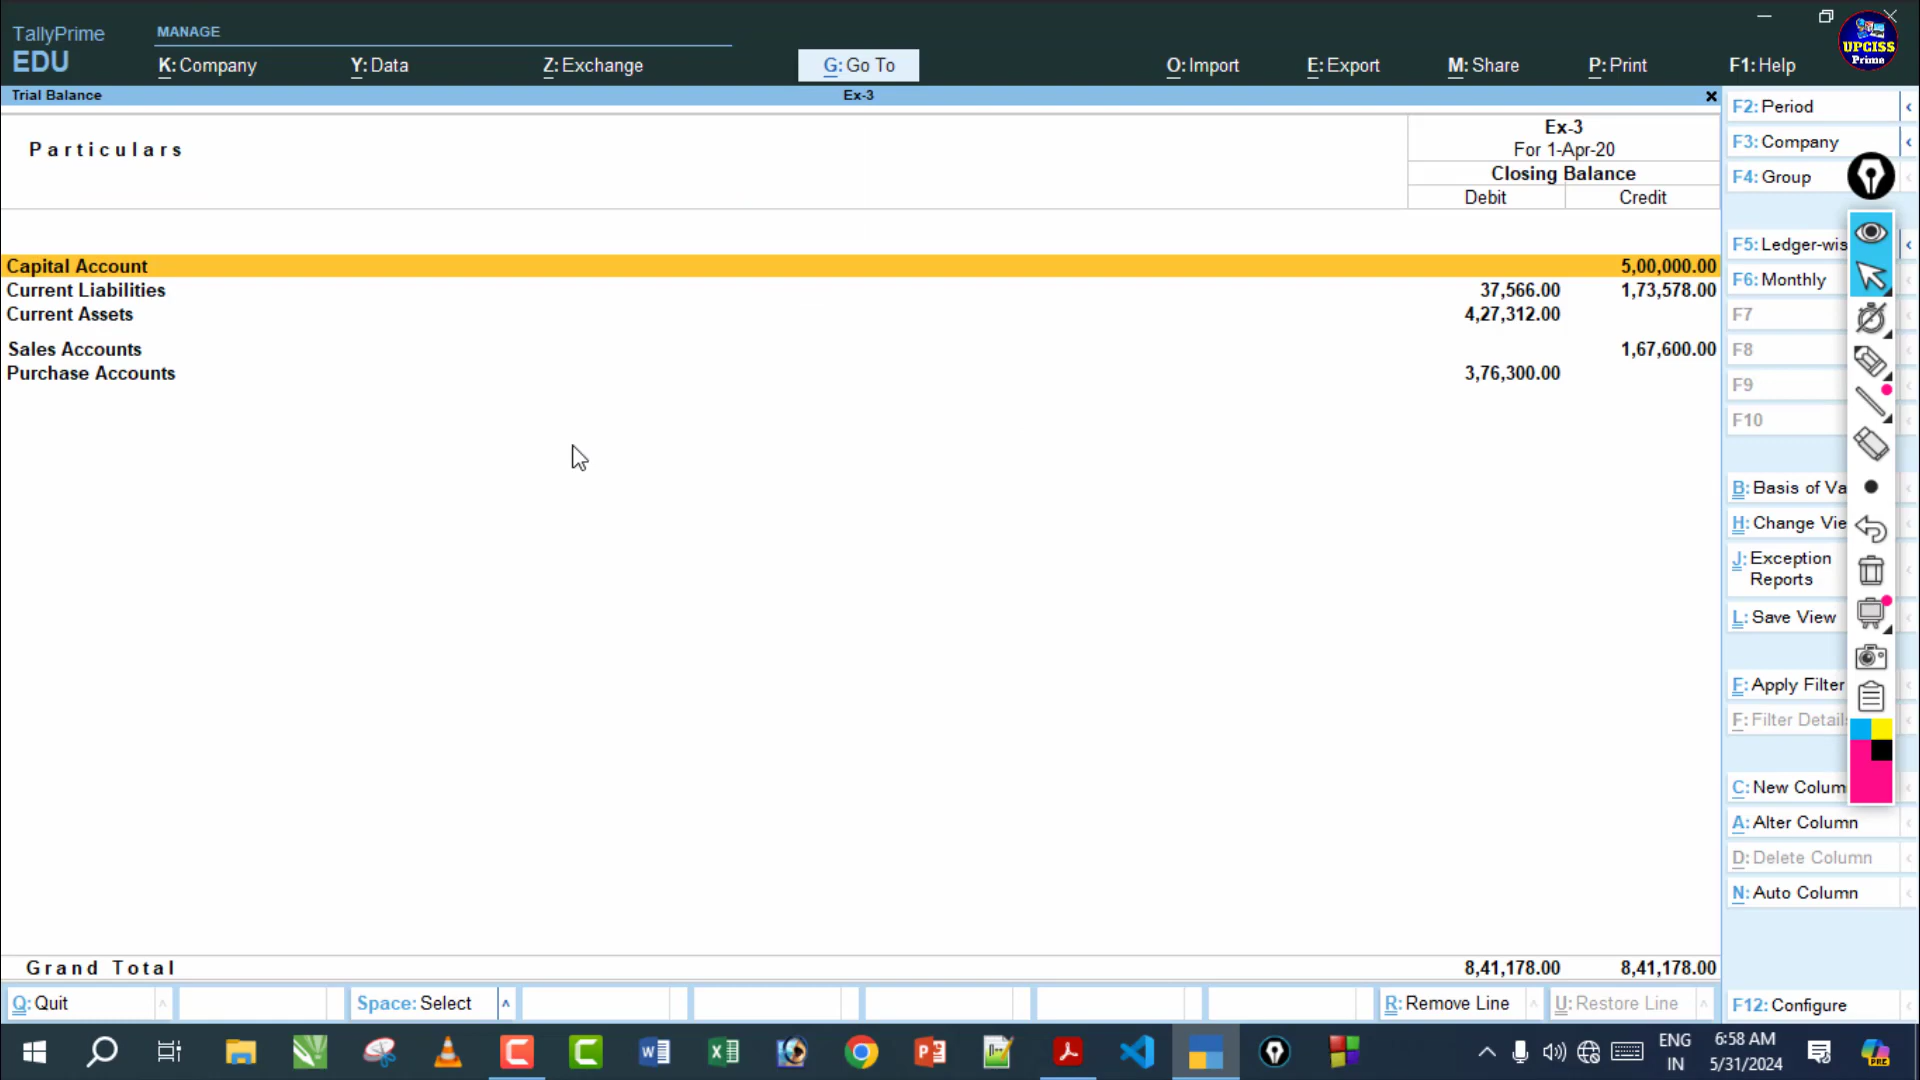 TallyPrime
EDU
MANAGE
K: Company
Y: Data
Z: Exchange
G: Go To
O: Import
E: Export
M: Share
P: Print
F1: Help
UPCISS
Prime
Trial Balance
Ex-3
Particulars
Ex-3
For 1-Apr-20
Closing Balance
Debit Credit
Capital Account 5,00,000.00
Current Liabilities 37,566.00 1,73,578.00
Current Assets 4,27,312.00
Sales Accounts 1,67,600.00
Purchase Accounts 3,76,300.00
Grand Total 8,41,178.00 8,41,178.00
F2: Period
F3: Company
F4: Group
F5: Ledger-wis
F6: Monthly
F7
F8
F9
F10
B: Basis of Va
H: Change Vie
J: Exception
Reports
L: Save View
F: Apply Filter
F: Filter Detail
C: New Colum
A: Alter Column
D: Delete Column
N: Auto Column
F12: Configure
Q: Quit
Space: Select
R: Remove Line
U: Restore Line
ENG
IN
6:58 AM
5/31/2024